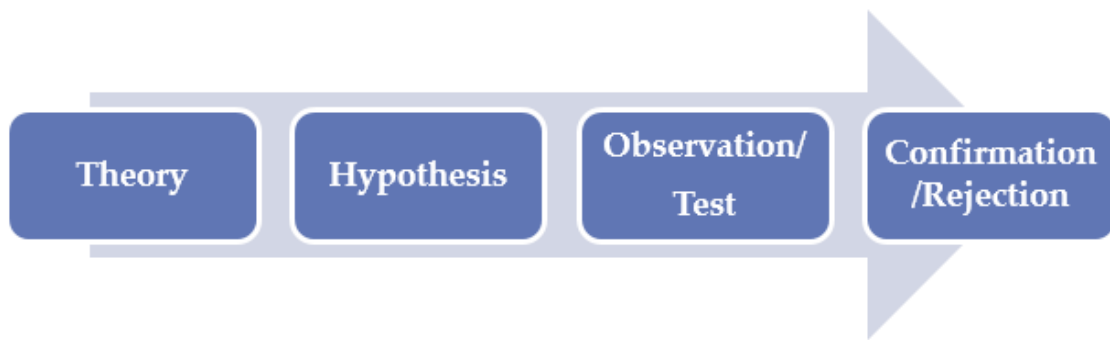 Theory
Hypothesis
Observation/
Test
Confirmation
/Rejection